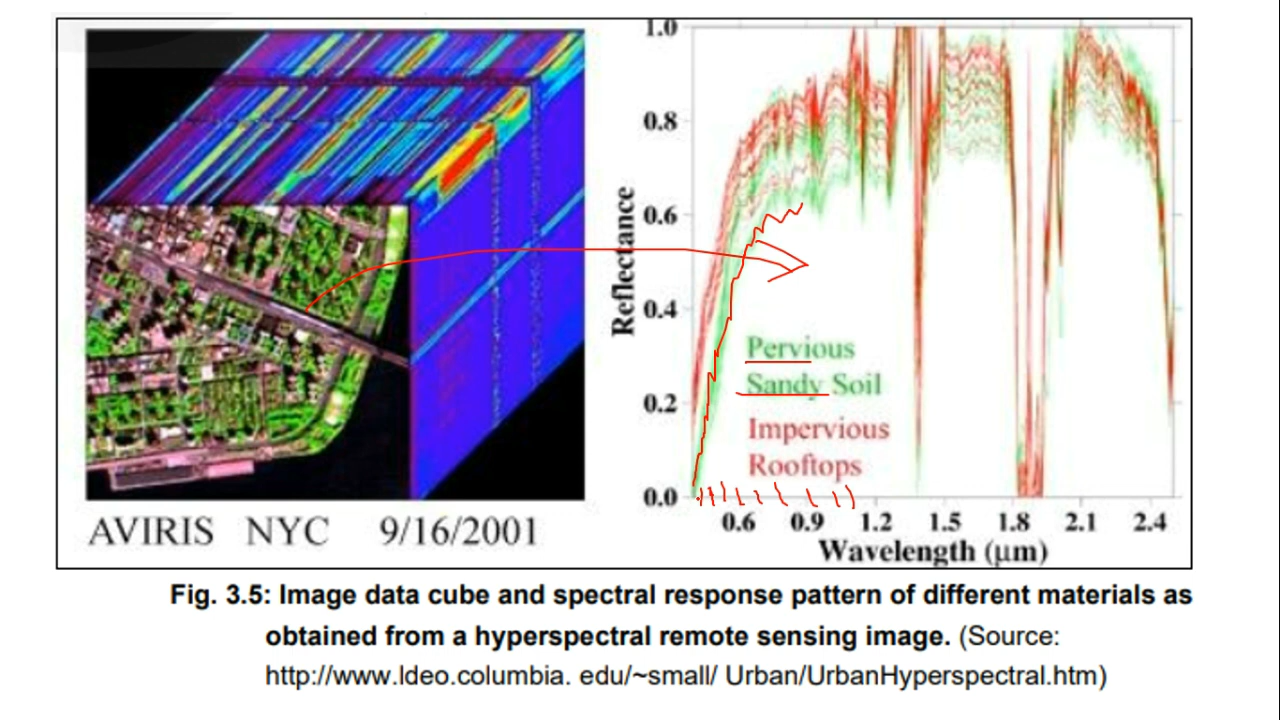 1.0
0.8
0.6
0.4
0.2
0.0
Reflectance
Pervious
Sandy Soil
Impervious
Rooftops
0.6 0.9 1.2 1.5 1.8 2.1 2.4
Wavelength (μm)
AVIRIS NYC 9/16/2001
Fig. 3.5: Image data cube and spectral response pattern of different materials as
obtained from a hyperspectral remote sensing image. (Source:
http://www.ldeo.columbia. edu/~small/ Urban/UrbanHyperspectral.htm)